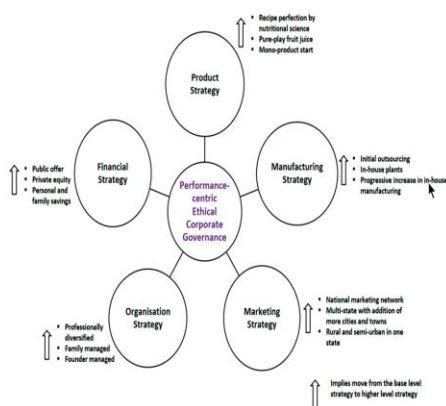 • Recipe perfection by
nutritional science
• Pure-play fruit juice
• Mono-product start
Product
Strategy
• Public offer
• Private equity
• Personal and
family savings
Financial
Strategy
Performance-
centric
Ethical
Corporate
Governance
Manufacturing
Strategy
• Initial outsourcing
• In-house plants
• Progressive increase in in-house
manufacturing
• Professionally
diversified
• Family managed
• Founder managed
Organisation
Strategy
Marketing
Strategy
• National marketing network
• Multi-state with addition of
more cities and towns
• Rural and semi-urban in one
state
Implies move from the base level
strategy to higher level strategy